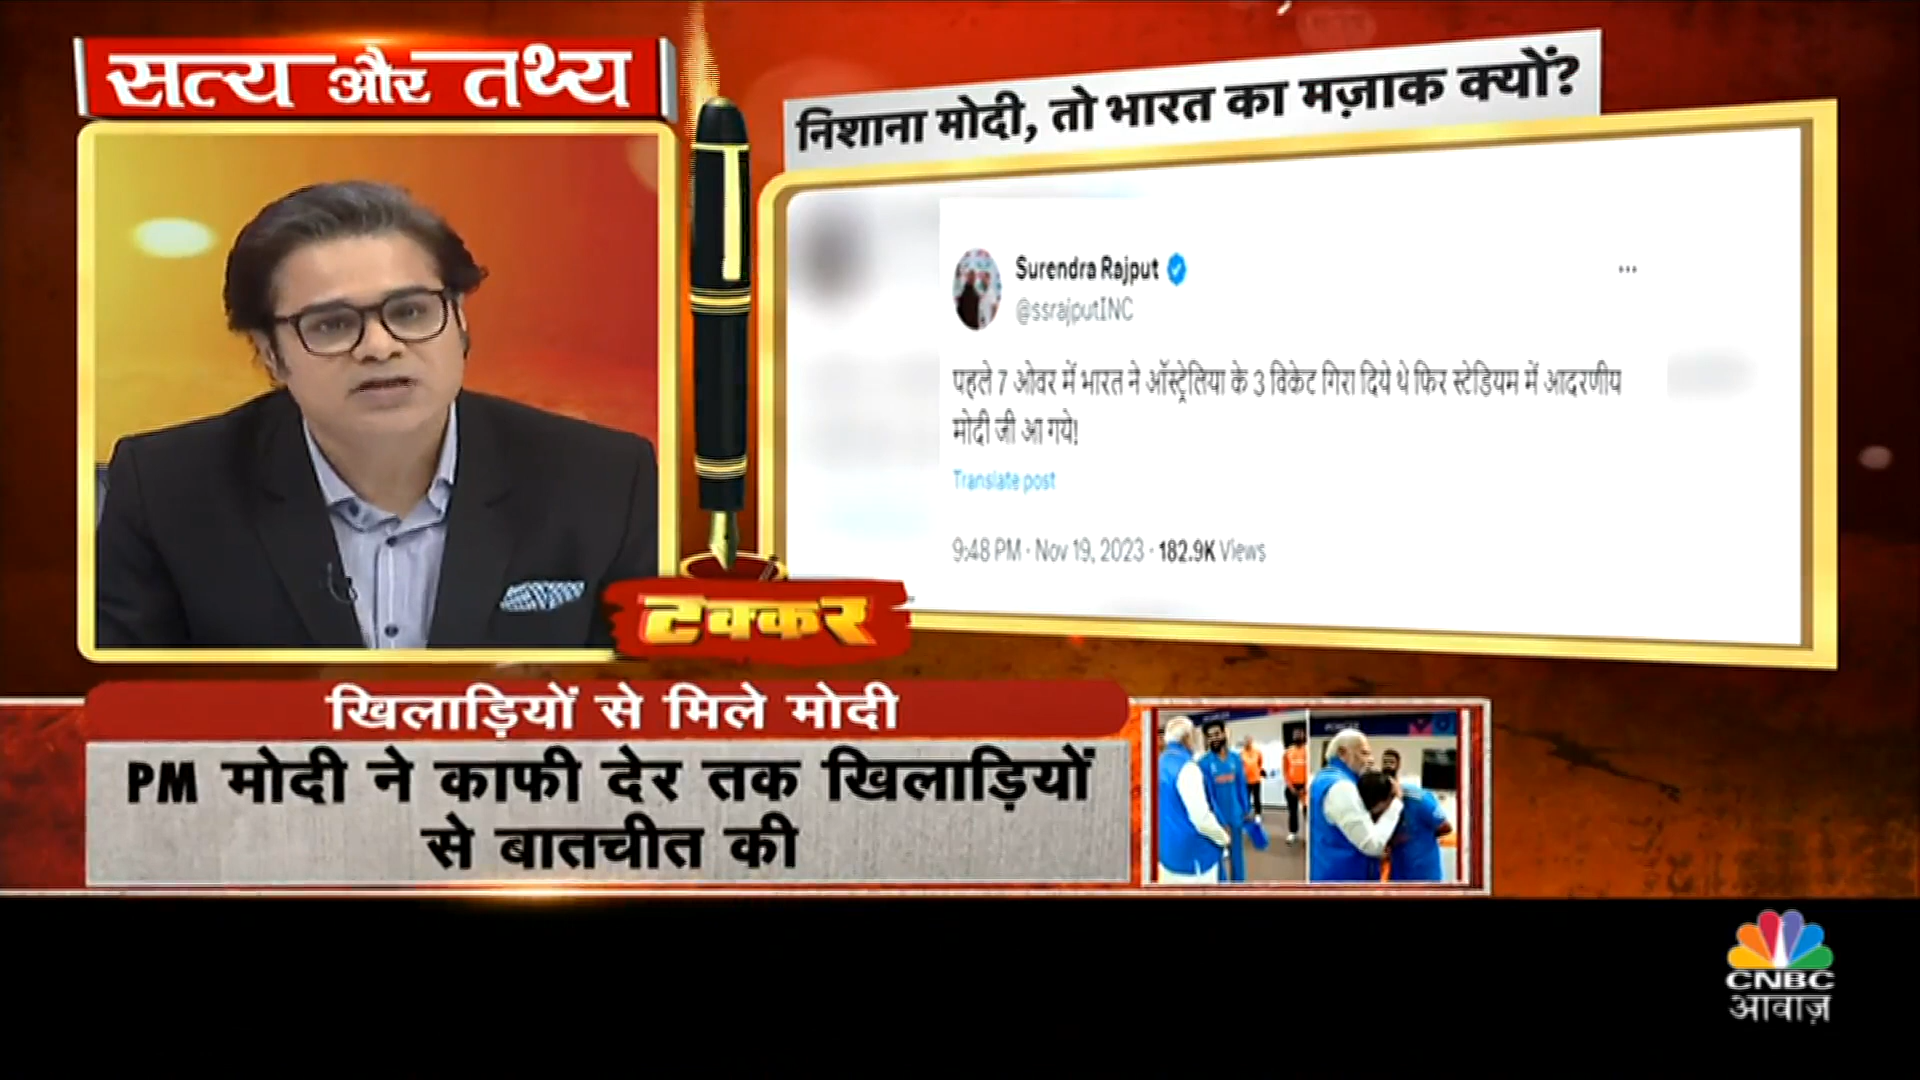 सत्य और तथ्य
निशाना मोदी, तो भारत का मज़ाक क्यों?
Surendra Rajput
@ssrajputINC
पहले 7 ओवर में भारत ने ऑस्ट्रेलिया के 3 विकेट गिरा दिये थे फिर स्टेडियम में आदरणीय
मोदी जी आ गये!
Translate post
9:48 PM · Nov 19, 2023 · 182.9K Views
टक्कर
खिलाड़ियों से मिले मोदी
PM मोदी ने काफी देर तक खिलाड़ियों
से बातचीत की
CNBC
आवाज़